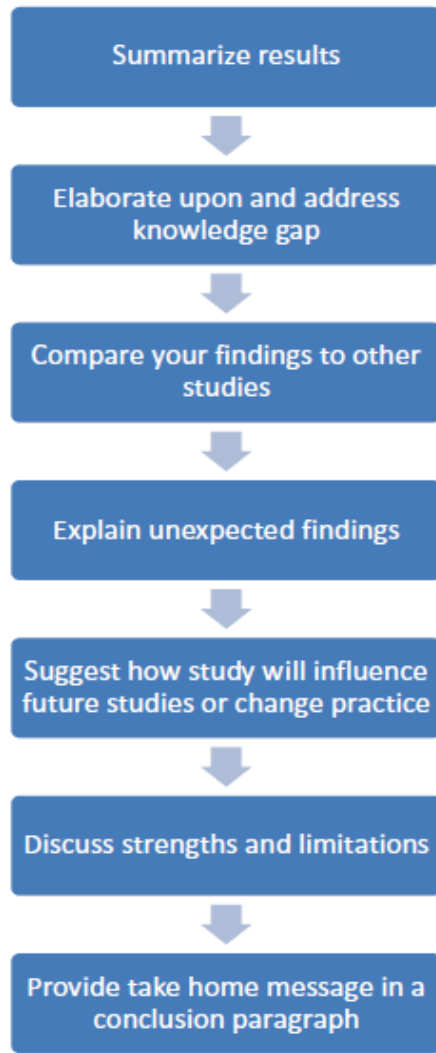 Summarize results
Elaborate upon and address
knowledge gap
Compare your findings to other
studies
Explain unexpected findings
Suggest how study will influence
future studies or change practice
Discuss strengths and limitations
Provide take home message in a
conclusion paragraph